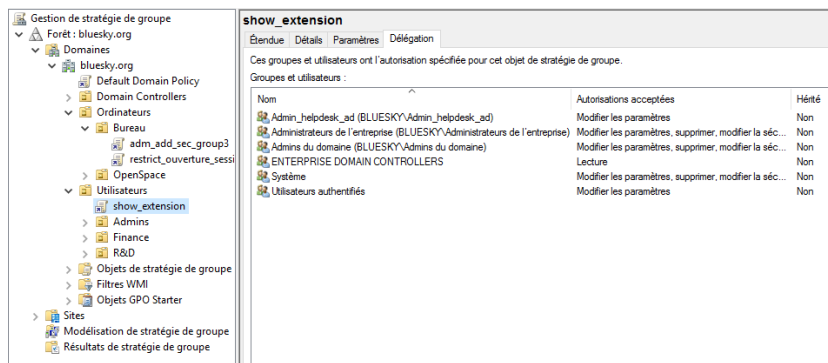 Gestion de stratégie de groupe
Forêt : bluesky.org
Domaines
bluesky.org
Default Domain Policy
Domain Controllers
Ordinateurs
Bureau
adm_add_sec_group3
restrict_ouverture_sessi
OpenSpace
Utilisateurs
show_extension
Admins
Finance
R&D
Objets de stratégie de groupe
Filtres WMI
Objets GPO Starter
Sites
Modélisation de stratégie de groupe
Résultats de stratégie de groupe
show_extension
Étendue Détails Paramètres Délégation
Ces groupes et utilisateurs ont l'autorisation spécifiée pour cet objet de stratégie de groupe.
Groupes et utilisateurs :
Nom Autorisations acceptées Hérité
Admin_helpdesk_ad (BLUESKY\Admin_helpdesk_ad) Modifier les paramètres Non
Administrateurs de l'entreprise (BLUESKY\Administrateurs de l'entreprise) Modifier les paramètres, supprimer, modifier la séc... Non
Admins du domaine (BLUESKY\Admins du domaine) Modifier les paramètres, supprimer, modifier la séc... Non
ENTERPRISE DOMAIN CONTROLLERS Lecture Non
Système Modifier les paramètres, supprimer, modifier la séc... Non
Utilisateurs authentifiés Modifier les paramètres Non